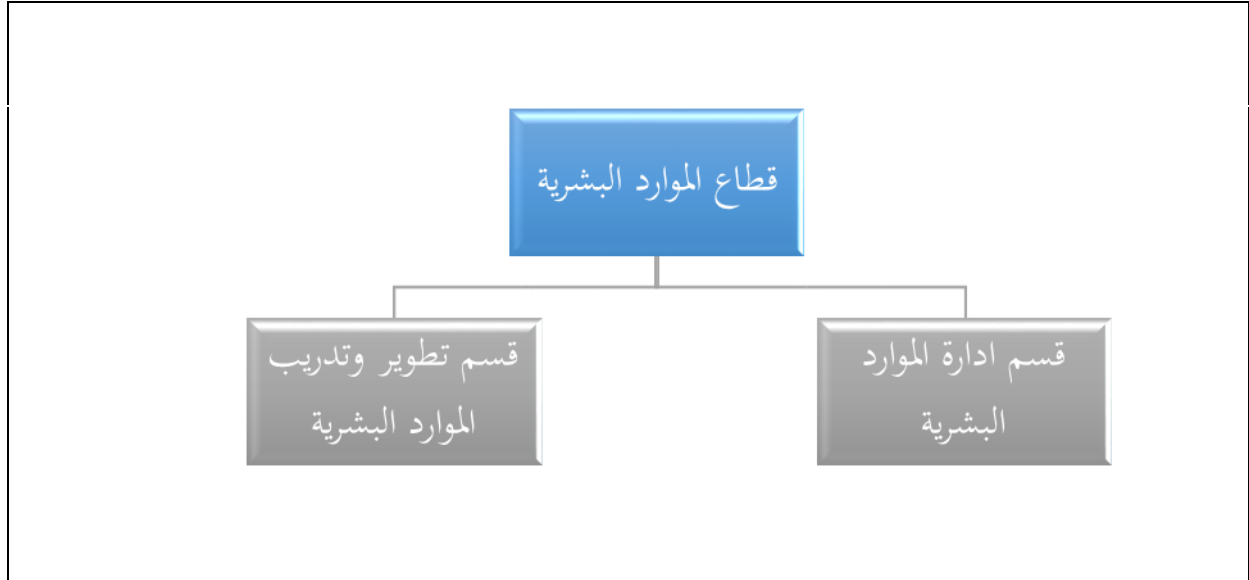 قطاع الموارد البشرية
قسم ادارة الموارد
البشرية
قسم تطوير وتدريب
الموارد البشرية